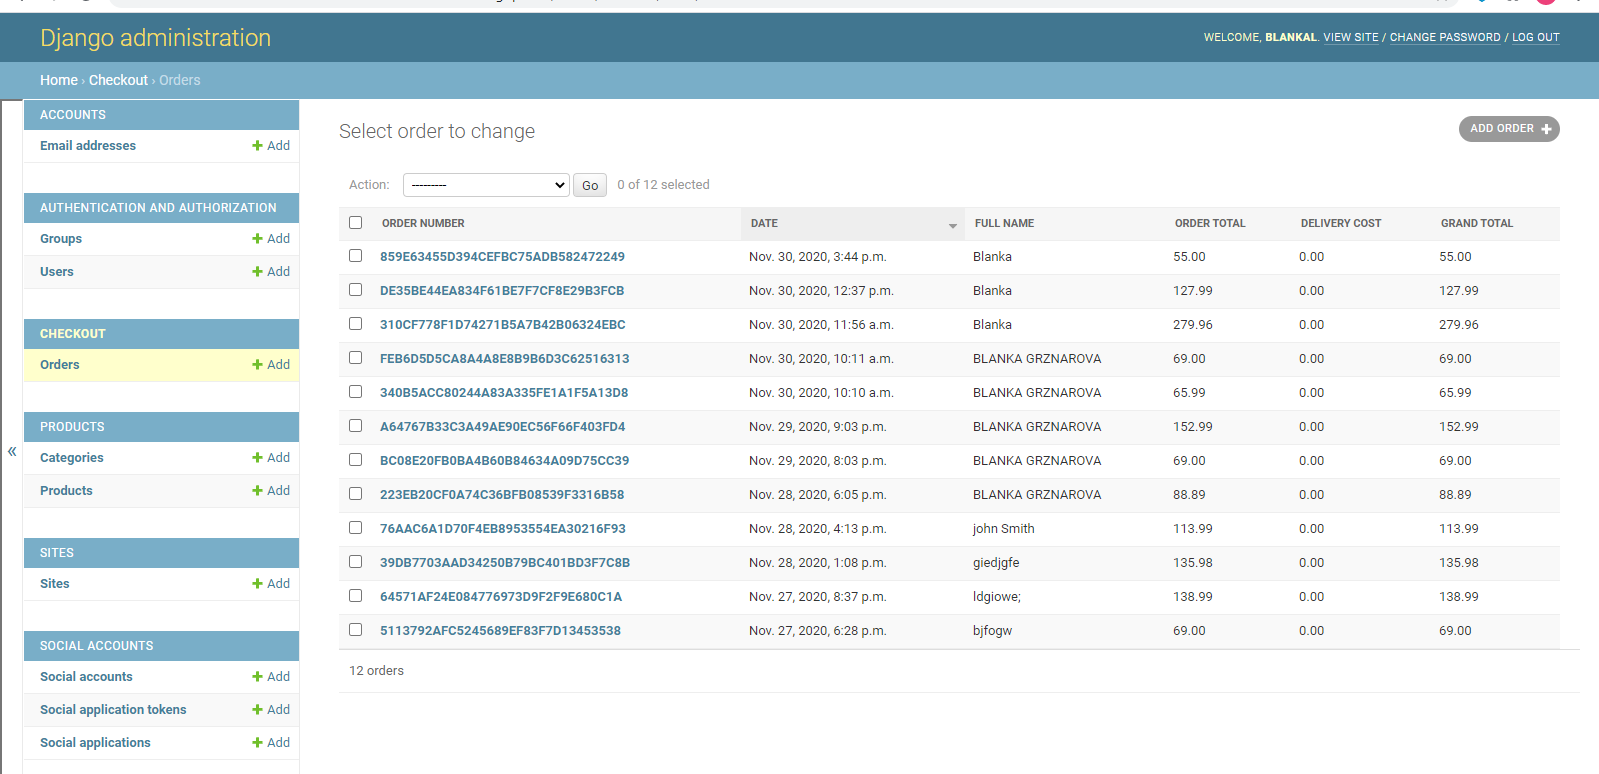 Django administration
WELCOME, BLANKAL. VIEW SITE / CHANGE PASSWORD / LOG OUT
Home › Checkout › Orders
ACCOUNTS
Email addresses Add
AUTHENTICATION AND AUTHORIZATION
Groups Add
Users Add
CHECKOUT
Orders Add
PRODUCTS
Categories Add
Products Add
SITES
Sites Add
SOCIAL ACCOUNTS
Social accounts Add
Social application tokens Add
Social applications Add
«
Select order to change
ADD ORDER +
Action: --------- Go 0 of 12 selected
ORDER NUMBER DATE FULL NAME ORDER TOTAL DELIVERY COST GRAND TOTAL
859E63455D394CEFBC75ADB582472249 Nov. 30, 2020, 3:44 p.m. Blanka 55.00 0.00 55.00
DE35BE44EA834F61BE7F7CF8E29B3FCB Nov. 30, 2020, 12:37 p.m. Blanka 127.99 0.00 127.99
310CF778F1D74271B5A7B42B06324EBC Nov. 30, 2020, 11:56 a.m. Blanka 279.96 0.00 279.96
FEB6D5D5CA8A4A8E8B9B6D3C62516313 Nov. 30, 2020, 10:11 a.m. BLANKA GRZNAROVA 69.00 0.00 69.00
340B5ACC80244A83A335FE1A1F5A13D8 Nov. 30, 2020, 10:10 a.m. BLANKA GRZNAROVA 65.99 0.00 65.99
A64767B33C3A49AE90EC56F66F403FD4 Nov. 29, 2020, 9:03 p.m. BLANKA GRZNAROVA 152.99 0.00 152.99
BC08E20FB0BA4B60B84634A09D75CC39 Nov. 29, 2020, 8:03 p.m. BLANKA GRZNAROVA 69.00 0.00 69.00
223EB20CF0A74C36BFB08539F3316B58 Nov. 28, 2020, 6:05 p.m. BLANKA GRZNAROVA 88.89 0.00 88.89
76AAC6A1D70F4EB8953554EA30216F93 Nov. 28, 2020, 4:13 p.m. john Smith 113.99 0.00 113.99
39DB7703AAD34250B79BC401BD3F7C8B Nov. 28, 2020, 1:08 p.m. giedjgfe 135.98 0.00 135.98
64571AF24E084776973D9F2F9E680C1A Nov. 27, 2020, 8:37 p.m. ldgiowe; 138.99 0.00 138.99
5113792AFC5245689EF83F7D13453538 Nov. 27, 2020, 6:28 p.m. bjfogw 69.00 0.00 69.00
12 orders